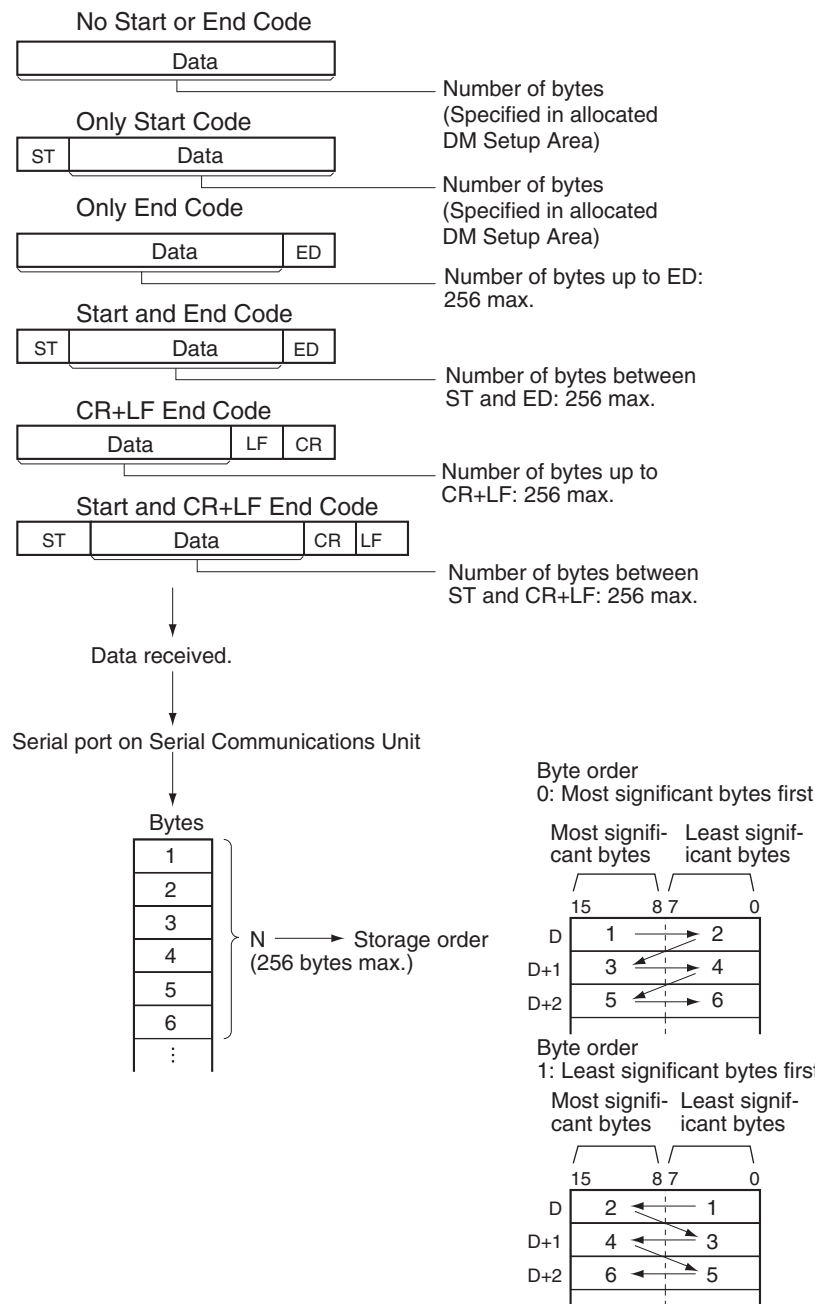 No Start or End Code
Data
Number of bytes
(Specified in allocated
DM Setup Area)
Only Start Code
ST Data
Number of bytes
(Specified in allocated
DM Setup Area)
Only End Code
Data ED
Number of bytes up to ED:
256 max.
Start and End Code
ST Data ED
Number of bytes between
ST and ED: 256 max.
CR+LF End Code
Data LF CR
Number of bytes up to
CR+LF: 256 max.
Start and CR+LF End Code
ST Data CR LF
Number of bytes between
ST and CR+LF: 256 max.
Data received.
Serial port on Serial Communications Unit
Bytes
1
2
3
4
5
6
⋮
N Storage order
(256 bytes max.)
Byte order
0: Most significant bytes first
Most signifi- Least signif-
cant bytes icant bytes
15 8 7 0
D 1 2
D+1 3 4
D+2 5 6
Byte order
1: Least significant bytes first
Most signifi- Least signif-
cant bytes icant bytes
15 8 7 0
D 2 1
D+1 4 3
D+2 6 5